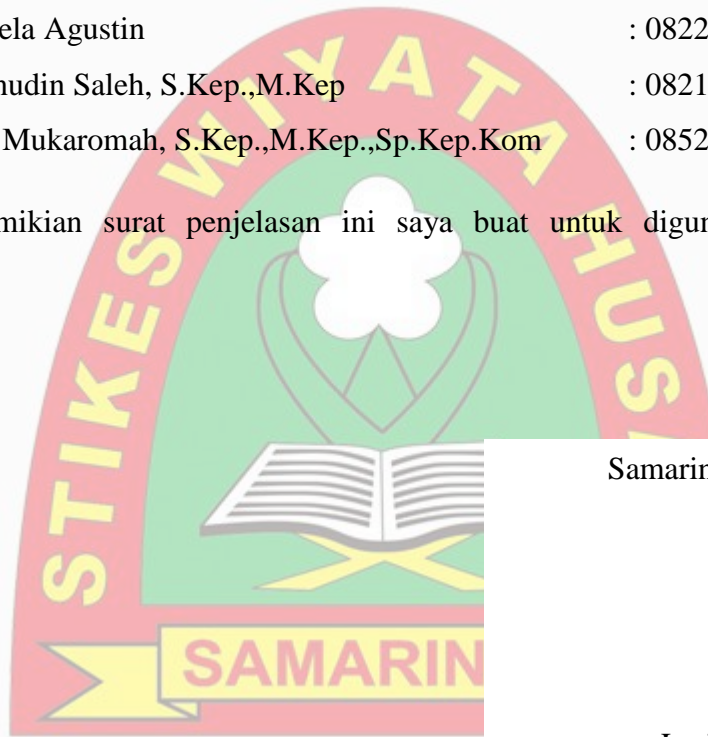 ela Agustin : 0822
nudin Saleh, S.Kep.,M.Kep : 0821
Mukaromah, S.Kep.,M.Kep.,Sp.Kep.Kom : 0852
mikian surat penjelasan ini saya buat untuk digun
STIKES WIYATA HUS
Samarin
SAMARIN